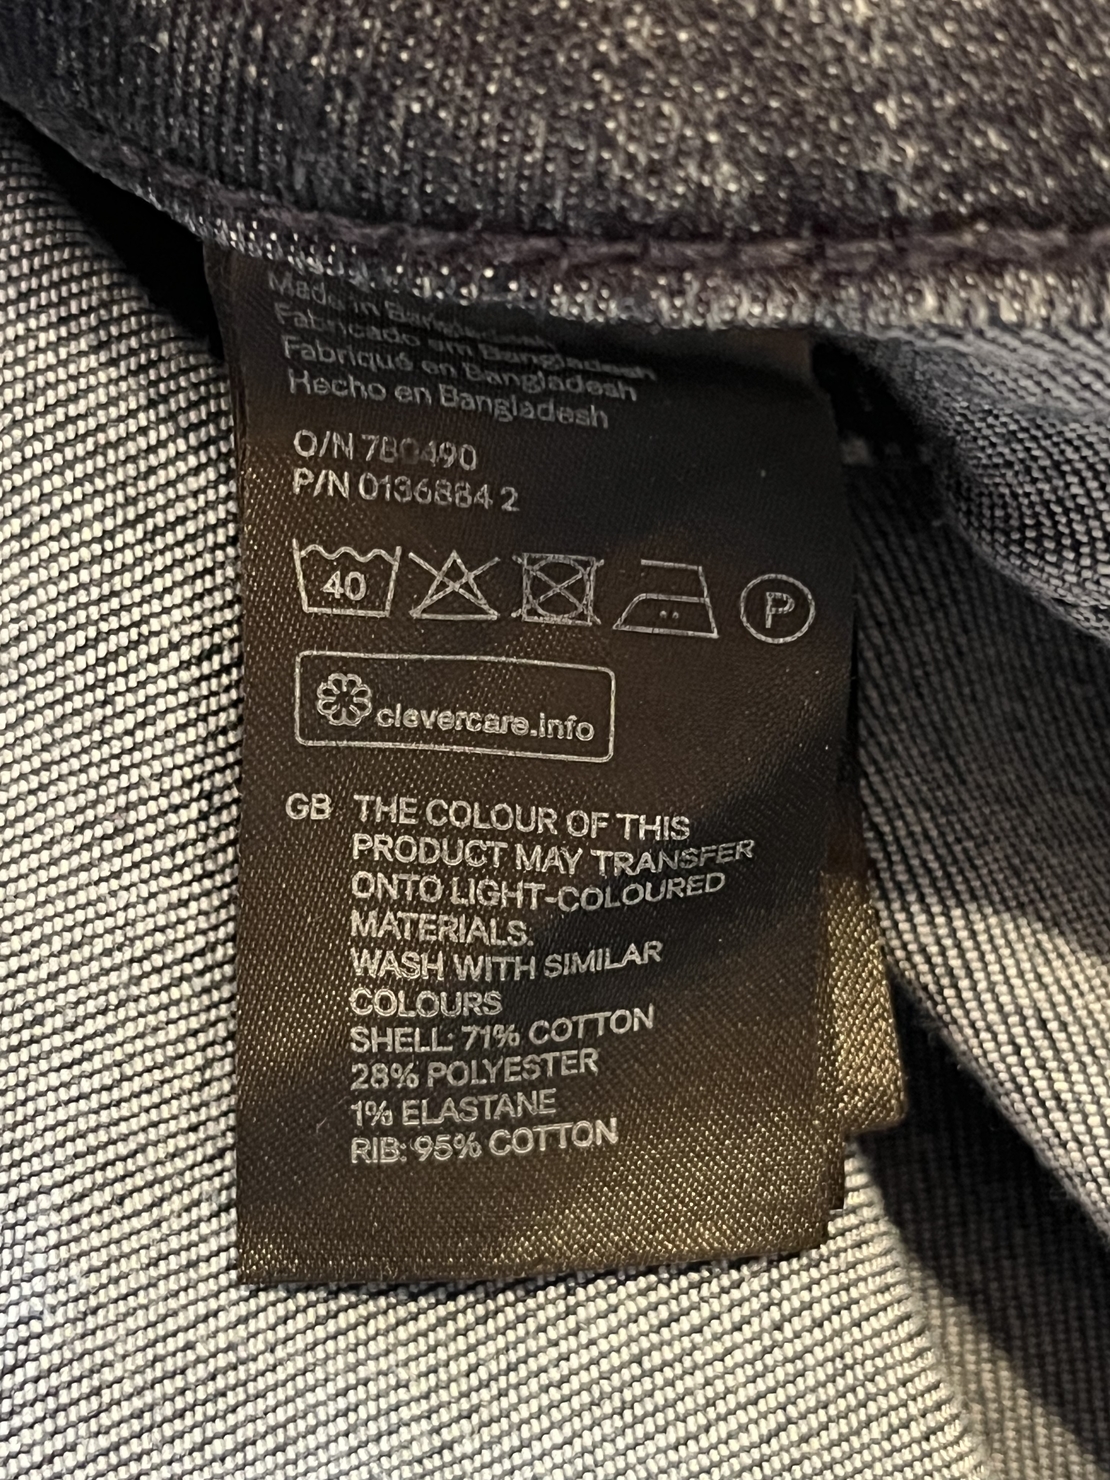 Made in Bangladesh
Fabricado em Bangladesh
Fabriqué en Bangladesh
Hecho en Bangladesh
O/N 780490
P/N 0136884 2
40
P
clevercare.info
GB THE COLOUR OF THIS
PRODUCT MAY TRANSFER
ONTO LIGHT-COLOURED
MATERIALS.
WASH WITH SIMILAR
COLOURS
SHELL: 71% COTTON
28% POLYESTER
1% ELASTANE
RIB: 95% COTTON